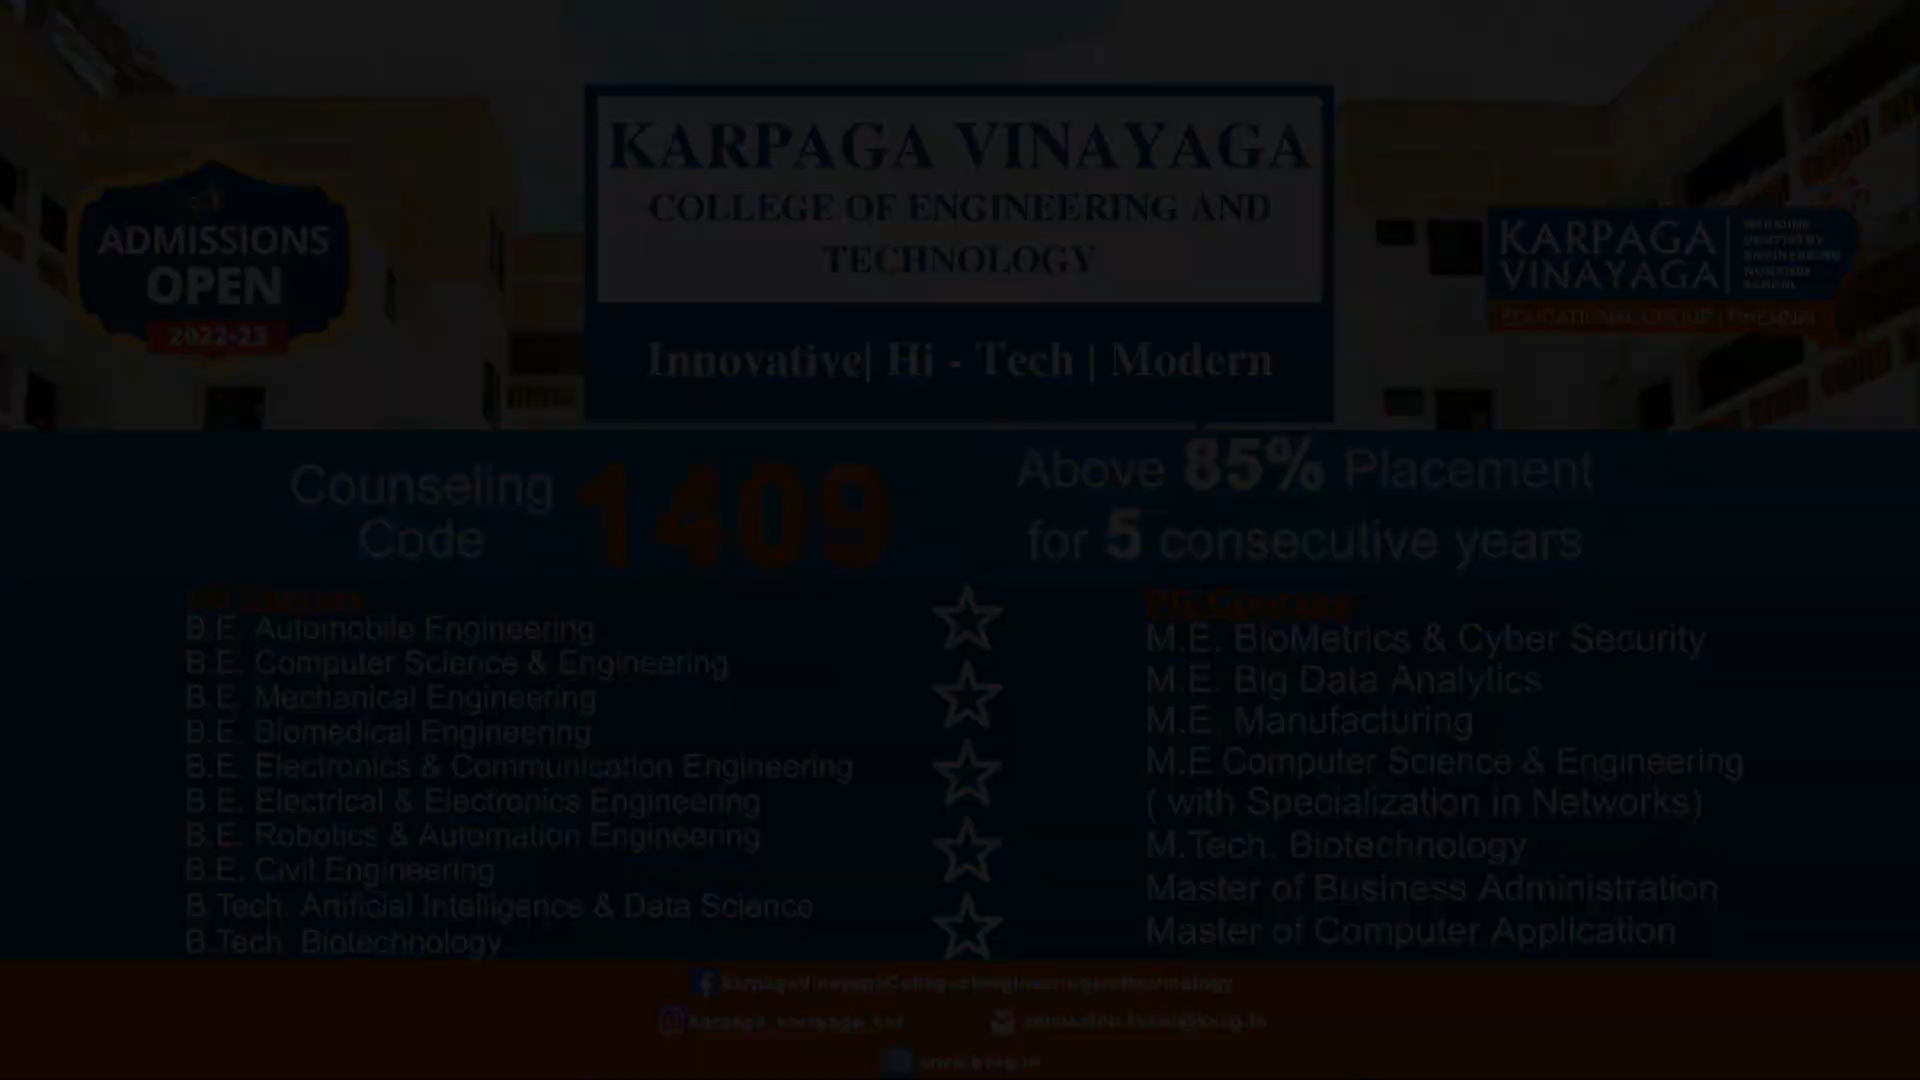 KARPAGA VINAYAGA
COLLEGE OF ENGINEERING AND
TECHNOLOGY
Innovative| Hi - Tech | Modern
ADMISSIONS
OPEN
2022-23
KARPAGA
VINAYAGA
EDUCATIONAL GROUP | CHENNAI
Counseling
Code
1409
Above 85% Placement
for 5 consecutive years
B.E. Automobile Engineering
B.E. Computer Science & Engineering
B.E. Mechanical Engineering
B.E. Biomedical Engineering
B.E. Electronics & Communication Engineering
B.E. Electrical & Electronics Engineering
B.E. Robotics & Automation Engineering
B.E. Civil Engineering
B.Tech. Artificial Intelligence & Data Science
B.Tech. Biotechnology
PG Courses
M.E. BioMetrics & Cyber Security
M.E. Big Data Analytics
M.E. Manufacturing
M.E Computer Science & Engineering
( with Specialization in Networks)
M.Tech. Biotechnology
Master of Business Administration
Master of Computer Application